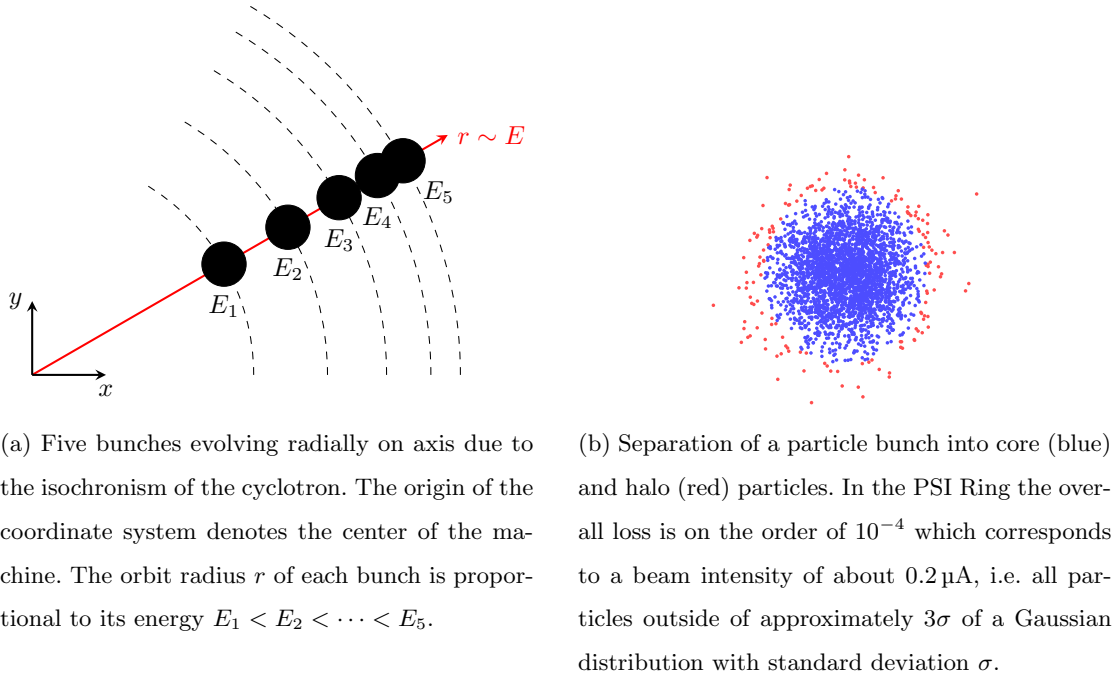 r ∼ E
E₅
E₄
E₃
E₂
E₁
y
x
(a) Five bunches evolving radially on axis due to
the isochronism of the cyclotron. The origin of the
coordinate system denotes the center of the ma-
chine. The orbit radius r of each bunch is propor-
tional to its energy E₁ < E₂ < ⋯ < E₅.
(b) Separation of a particle bunch into core (blue)
and halo (red) particles. In the PSI Ring the over-
all loss is on the order of 10⁻⁴ which corresponds
to a beam intensity of about 0.2 µA, i.e. all par-
ticles outside of approximately 3σ of a Gaussian
distribution with standard deviation σ.